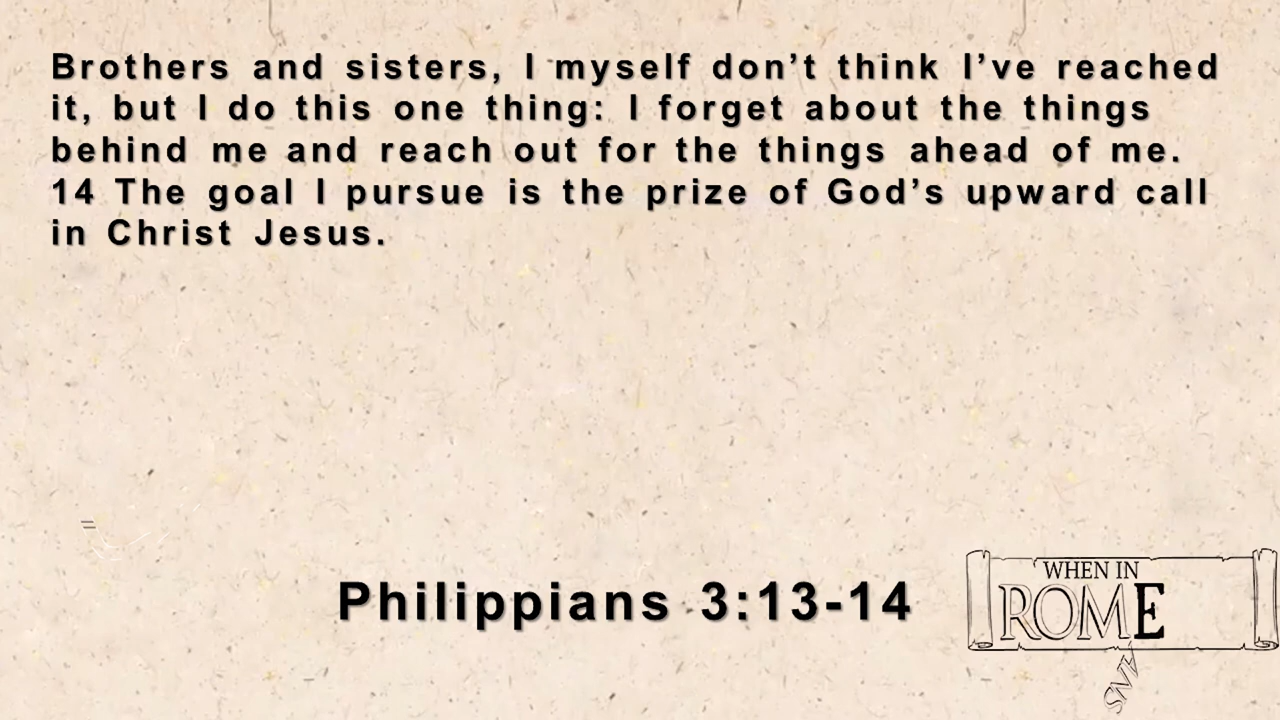 Brothers and sisters, I myself don’t think I’ve reached
it, but I do this one thing: I forget about the things
behind me and reach out for the things ahead of me.
14 The goal I pursue is the prize of God’s upward call
in Christ Jesus.
=
Philippians 3:13-14
WHEN IN
ROME